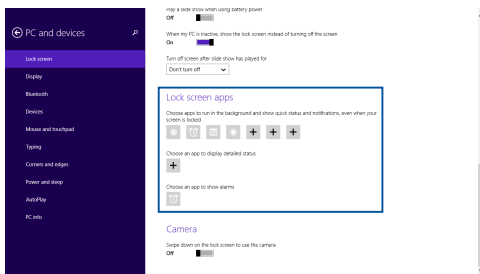 PC and devices
Lock screen
Display
Bluetooth
Devices
Mouse and touchpad
Typing
Corners and edges
Power and sleep
AutoPlay
PC info
Play a slide show when using battery power
Off
When my PC is inactive, show the lock screen instead of turning off the screen
On
Turn off screen after slide show has played for
Don't turn off
Lock screen apps
Choose apps to run in the background and show quick status and notifications, even when your
screen is locked
Choose an app to display detailed status
Choose an app to show alarms
Camera
Swipe down on the lock screen to use the camera
Off